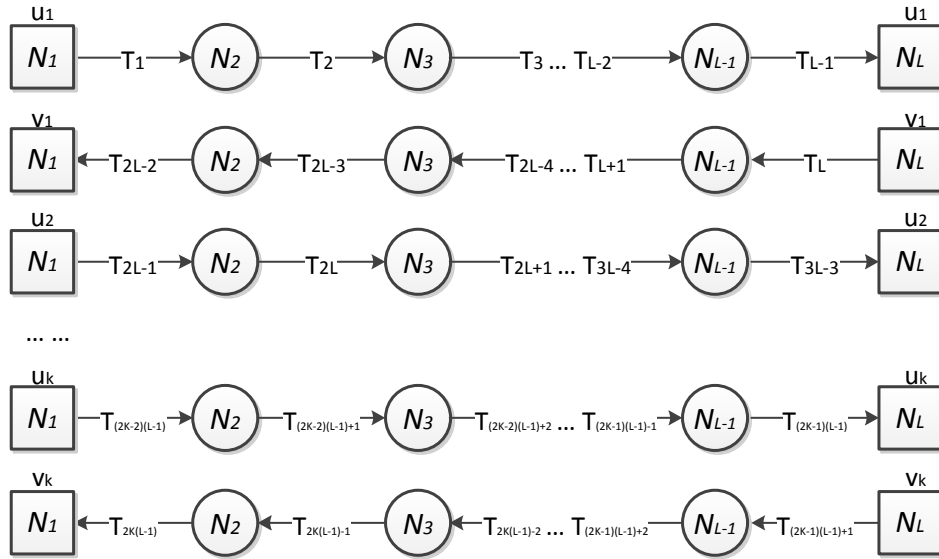 u1 u1
N1 T1 N2 T2 N3 T3 ... TL-2 NL-1 TL-1 NL
v1 v1
N1 T2L-2 N2 T2L-3 N3 T2L-4 ... TL+1 NL-1 TL NL
u2 u2
N1 T2L-1 N2 T2L N3 T2L+1 ... T3L-4 NL-1 T3L-3 NL
... ...
uk uk
N1 T(2K-2)(L-1) N2 T(2K-2)(L-1)+1 N3 T(2K-2)(L-1)+2 ... T(2K-1)(L-1)-1 NL-1 T(2K-1)(L-1) NL
vk vk
N1 T2K(L-1) N2 T2K(L-1)-1 N3 T2K(L-1)-2 ... T(2K-1)(L-1)+2 NL-1 T(2K-1)(L-1)+1 NL